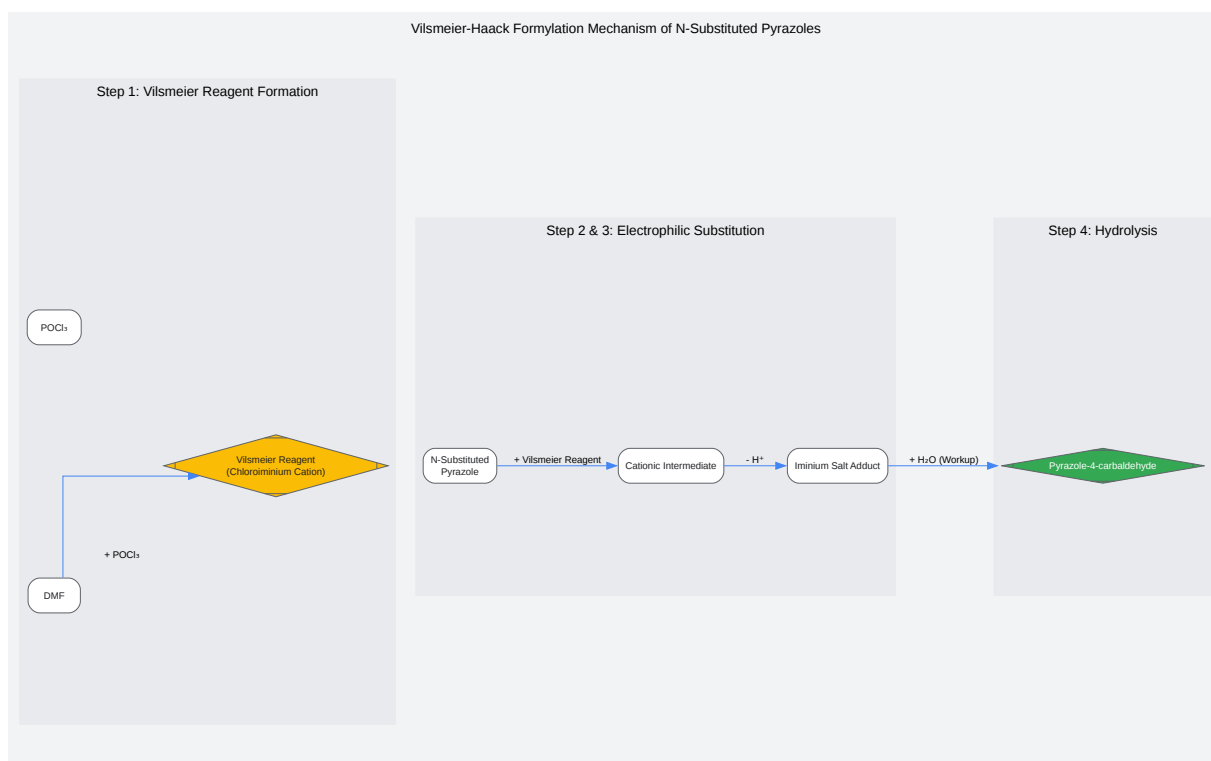 Vilsmeier-Haack Formylation Mechanism of N-Substituted Pyrazoles
Step 1: Vilsmeier Reagent Formation
POCl₃
Vilsmeier Reagent
(Chloroiminium Cation)
+ POCl₃
DMF
Step 2 & 3: Electrophilic Substitution
N-Substituted
Pyrazole
+ Vilsmeier Reagent
Cationic Intermediate
- H⁺
Iminium Salt Adduct
+ H₂O (Workup)
Step 4: Hydrolysis
Pyrazole-4-carbaldehyde